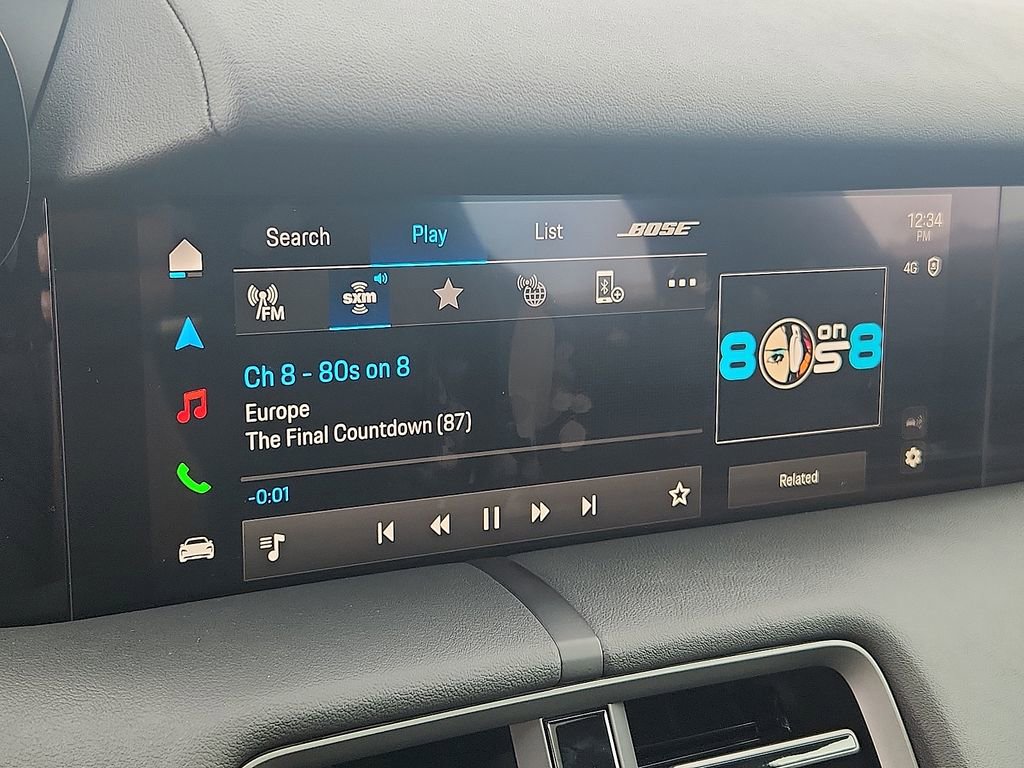 Search Play List BOSE
12:34
PM
FM sxm
4G
Ch 8 - 80s on 8
Europe
The Final Countdown (87)
80s on 8
-0:01
Related